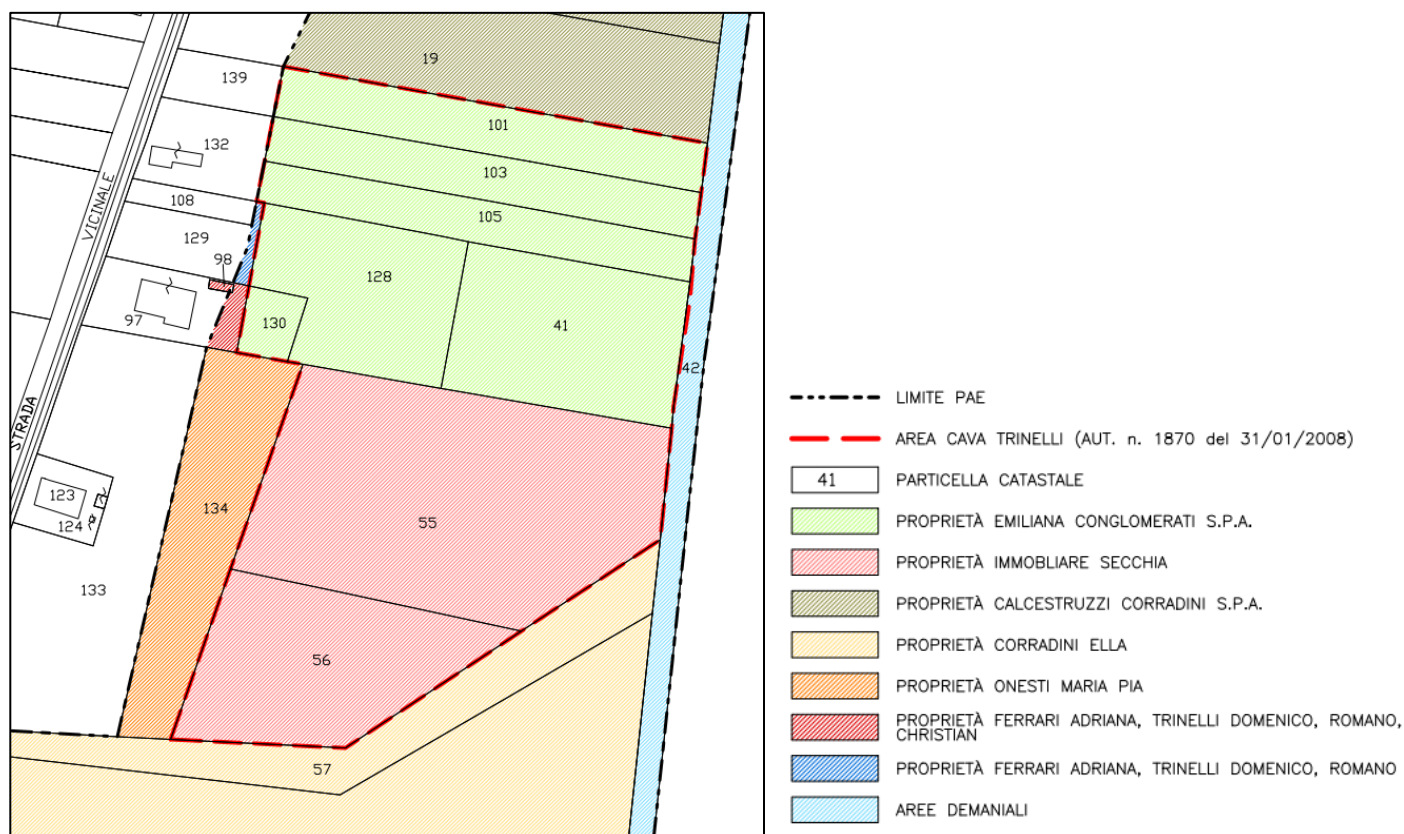 19
139
101
132
103
VICINALE
108
105
129
98
128
130
41
97
42
STRADA
123
124
134
55
133
56
57
LIMITE PAE
AREA CAVA TRINELLI (AUT. n. 1870 del 31/01/2008)
41 PARTICELLA CATASTALE
PROPRIETÀ EMILIANA CONGLOMERATI S.P.A.
PROPRIETÀ IMMOBLIARE SECCHIA
PROPRIETÀ CALCESTRUZZI CORRADINI S.P.A.
PROPRIETÀ CORRADINI ELLA
PROPRIETÀ ONESTI MARIA PIA
PROPRIETÀ FERRARI ADRIANA, TRINELLI DOMENICO, ROMANO,
CHRISTIAN
PROPRIETÀ FERRARI ADRIANA, TRINELLI DOMENICO, ROMANO
AREE DEMANIALI